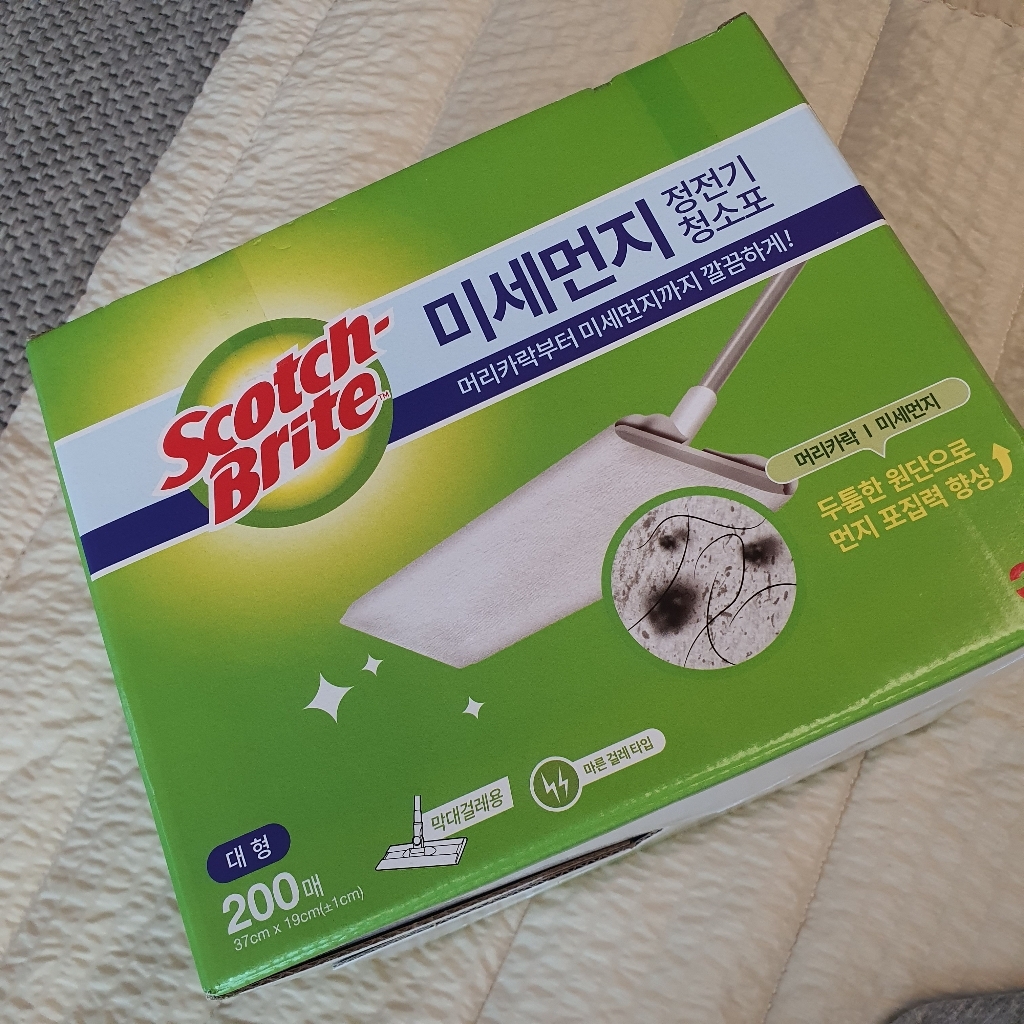 Scotch-
Brite™
미세먼지
정전기
청소포
머리카락부터 미세먼지까지 깔끔하게!
머리카락 | 미세먼지
두툼한 원단으로
먼지 포집력 향상
막대걸레용
마른 걸레 타입
대형
200매
37cm x 19cm(±1cm)